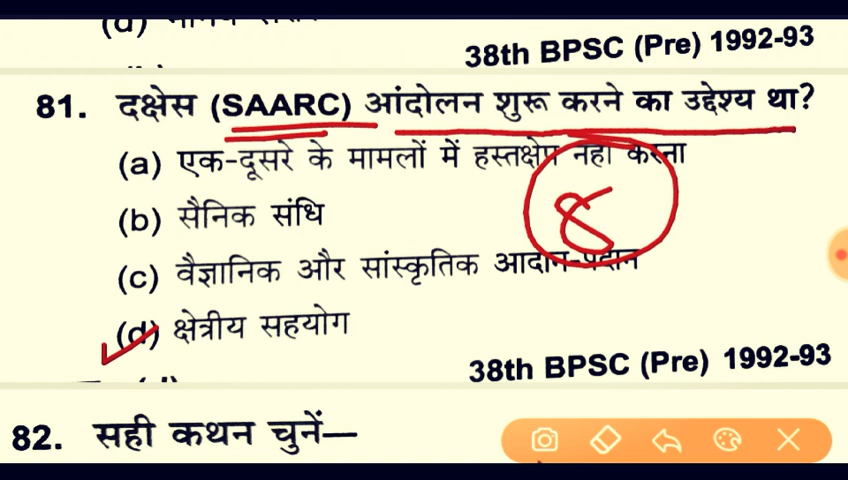 (d)
38th BPSC (Pre) 1992-93
81. दक्षेस (SAARC) आंदोलन शुरू करने का उद्देश्य था?
(a) एक-दूसरे के मामलों में हस्तक्षेप नहीं करना
(b) सैनिक संधि
8
(c) वैज्ञानिक और सांस्कृतिक आदान-प्रदान
(d) क्षेत्रीय सहयोग
38th BPSC (Pre) 1992-93
82. सही कथन चुनें—